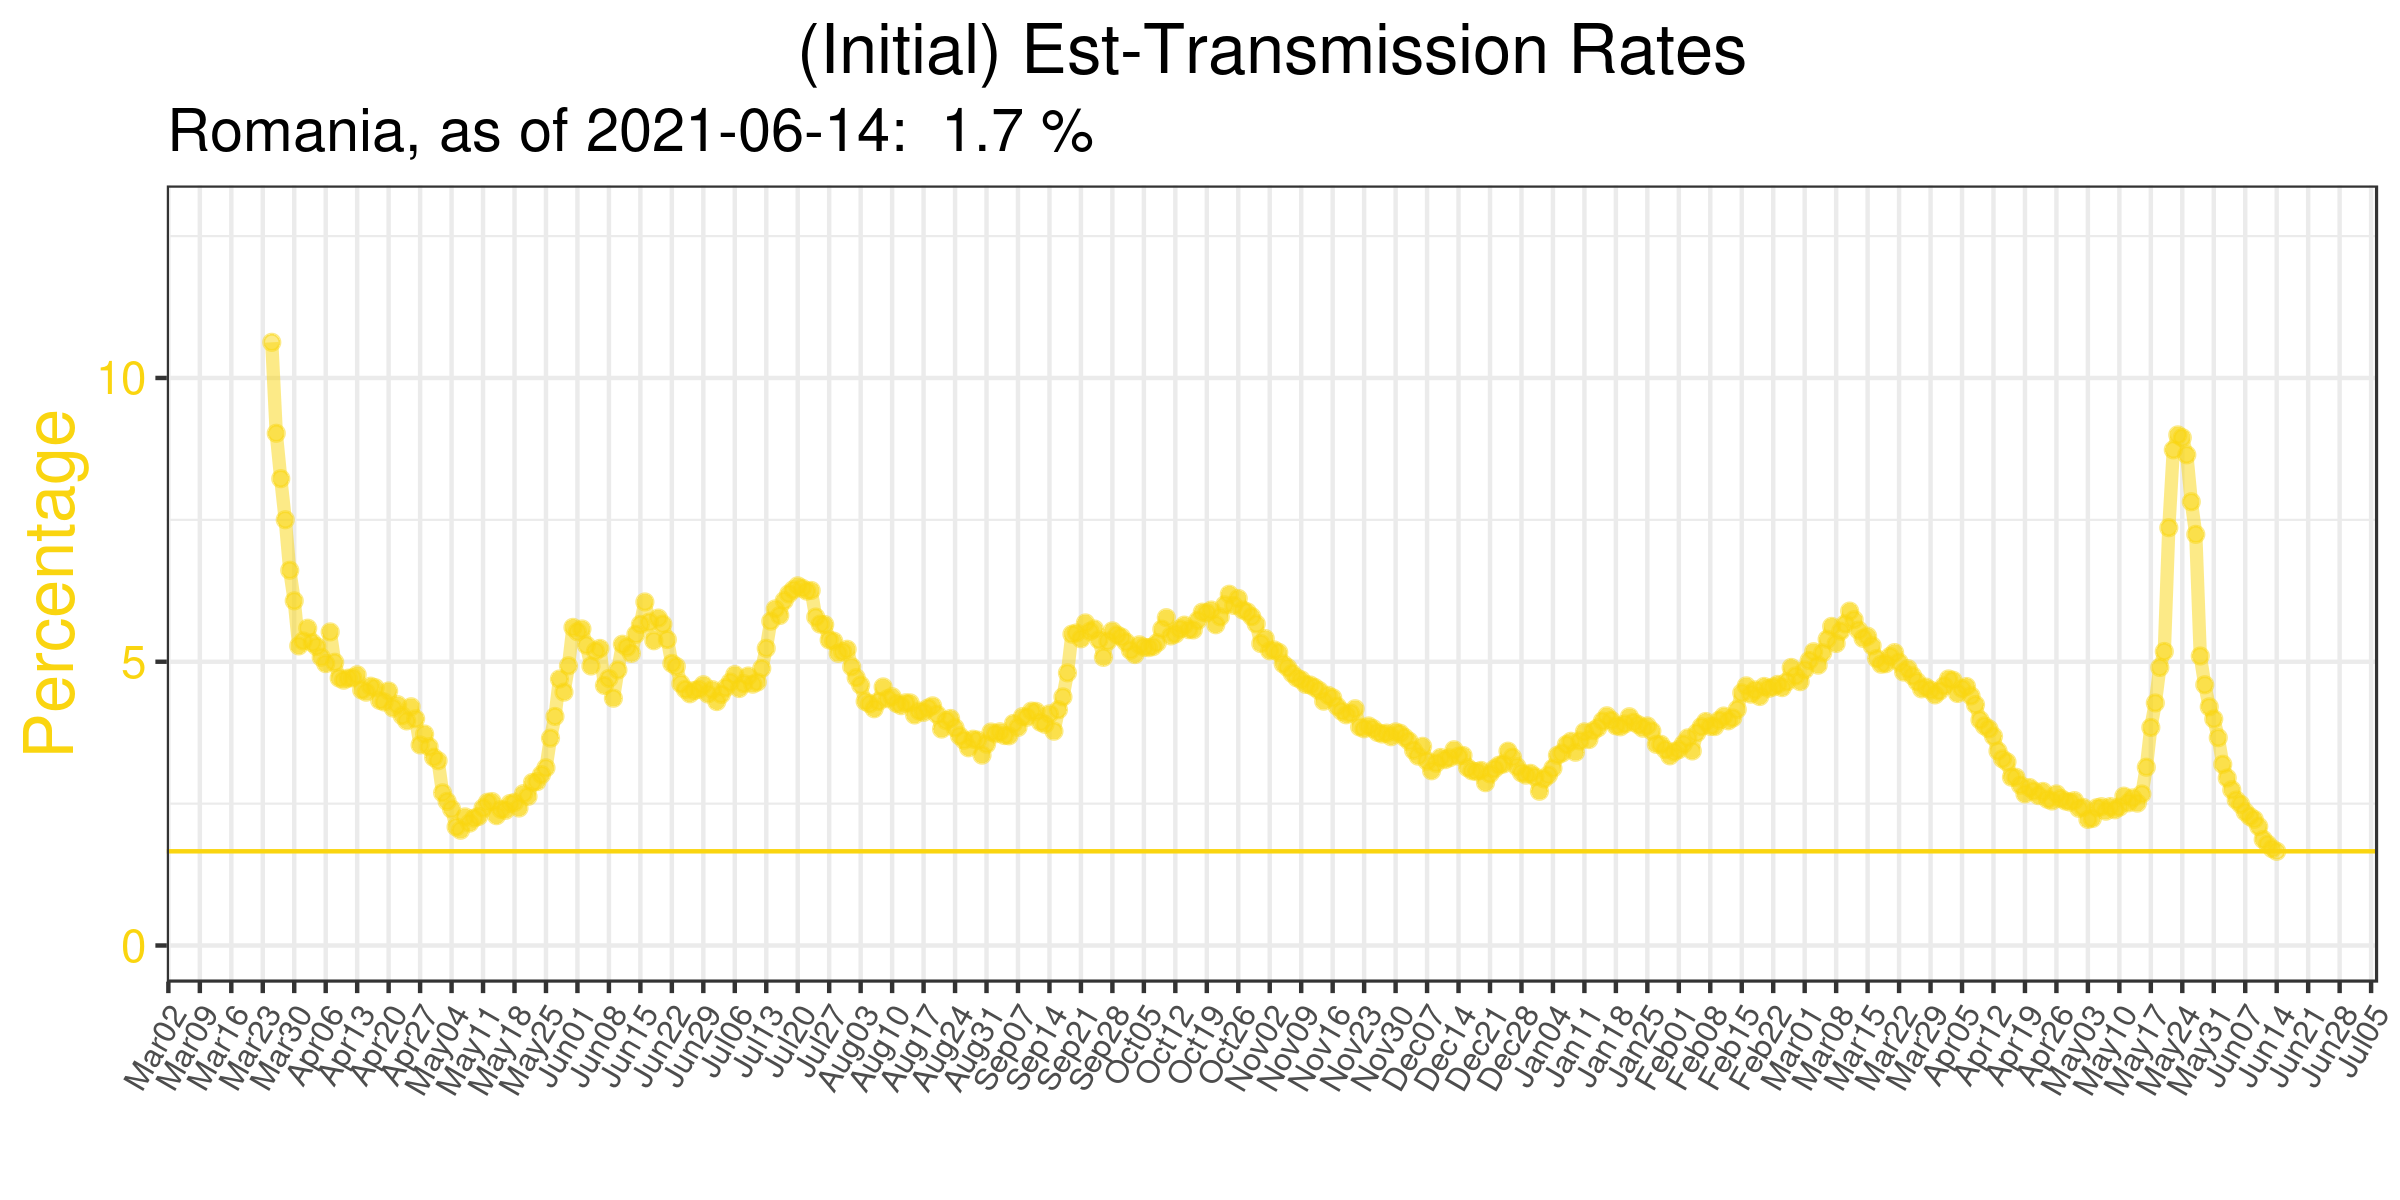 (Initial) Est-Transmission Rates
Romania, as of 2021-06-14:  1.7 %
Percentage
10
5
0
Mar02
Mar09
Mar16
Mar23
Mar30
Apr06
Apr13
Apr20
Apr27
May04
May11
May18
May25
Jun01
Jun08
Jun15
Jun22
Jun29
Jul06
Jul13
Jul20
Jul27
Aug03
Aug10
Aug17
Aug24
Aug31
Sep07
Sep14
Sep21
Sep28
Oct05
Oct12
Oct19
Oct26
Nov02
Nov09
Nov16
Nov23
Nov30
Dec07
Dec14
Dec21
Dec28
Jan04
Jan11
Jan18
Jan25
Feb01
Feb08
Feb15
Feb22
Mar01
Mar08
Mar15
Mar22
Mar29
Apr05
Apr12
Apr19
Apr26
May03
May10
May17
May24
May31
Jun07
Jun14
Jun21
Jun28
Jul05